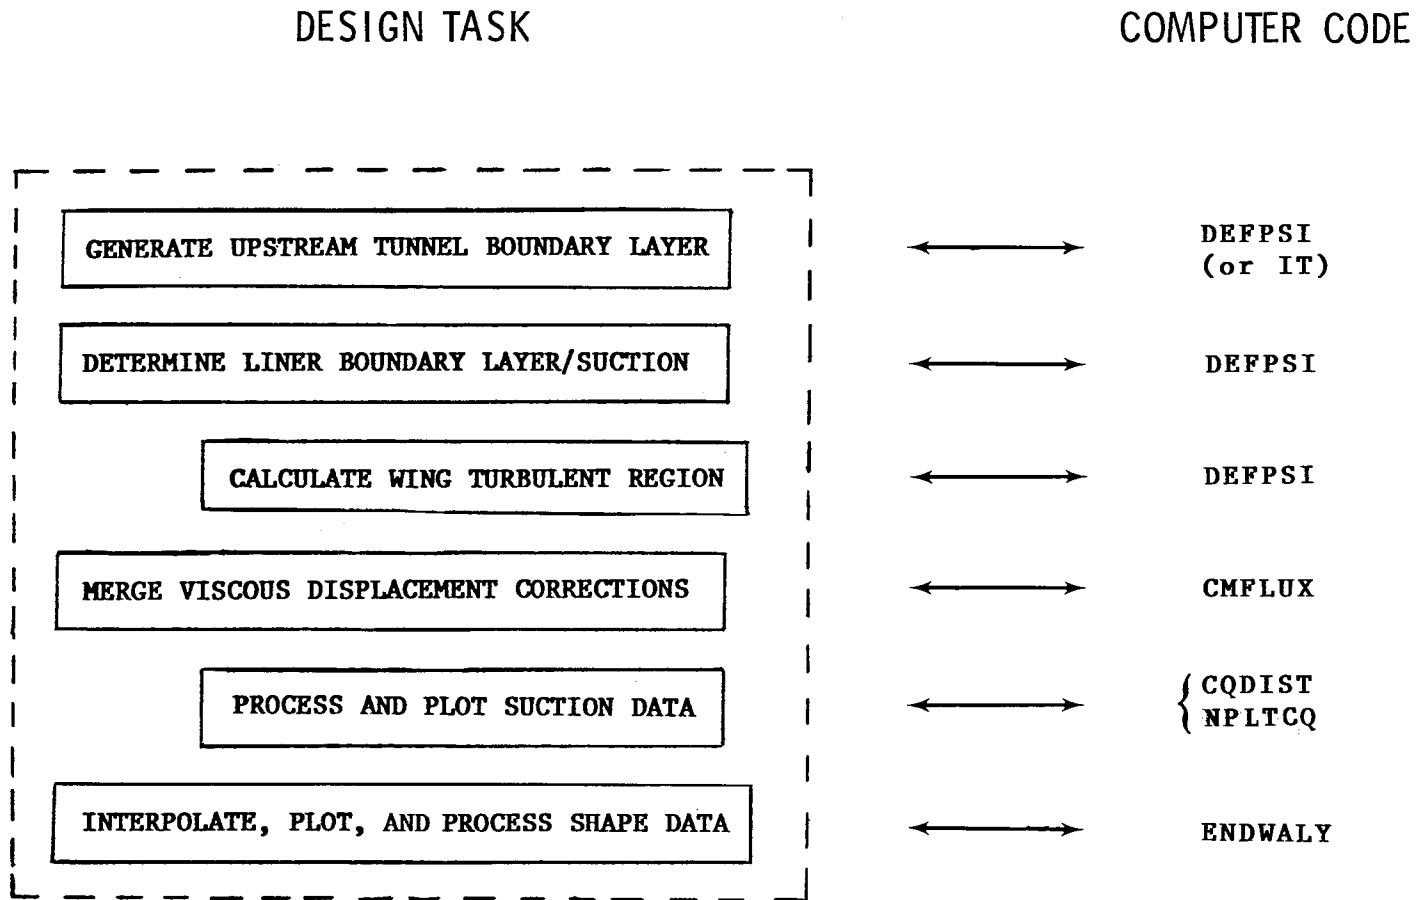 DESIGN TASK
COMPUTER CODE
GENERATE UPSTREAM TUNNEL BOUNDARY LAYER
DEFPSI
(or IT)
DETERMINE LINER BOUNDARY LAYER/SUCTION
DEFPSI
CALCULATE WING TURBULENT REGION
DEFPSI
MERGE VISCOUS DISPLACEMENT CORRECTIONS
CMFLUX
PROCESS AND PLOT SUCTION DATA
CQDIST
NPLTCQ
INTERPOLATE, PLOT, AND PROCESS SHAPE DATA
ENDWALY